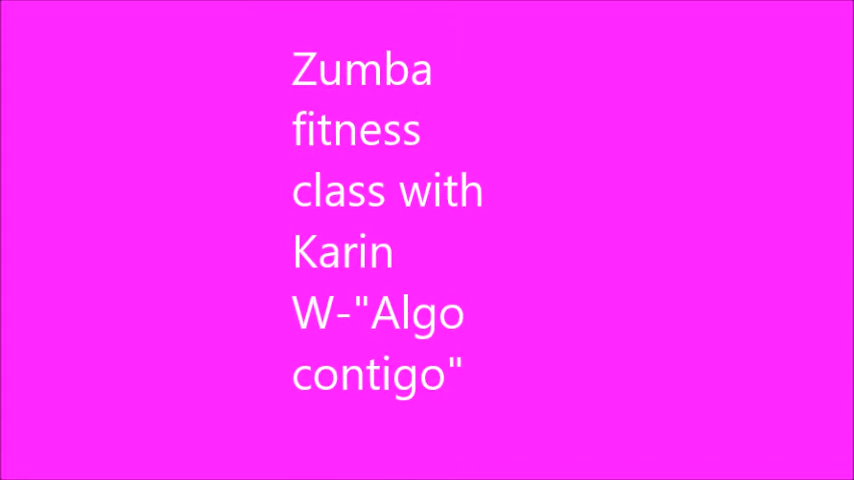 Zumba
fitness
class with
Karin
W-"Algo
contigo"